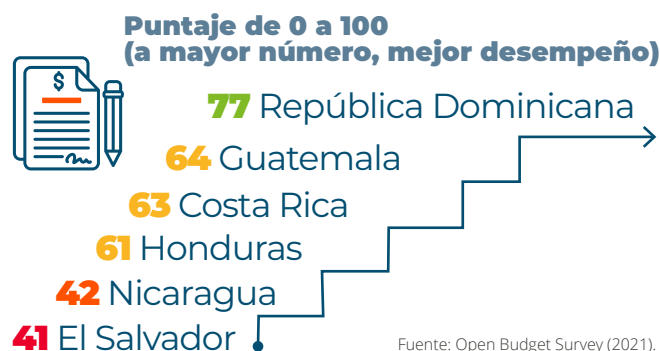 Puntaje de 0 a 100
(a mayor número, mejor desempeño)
$
77 República Dominicana
64 Guatemala
63 Costa Rica
61 Honduras
42 Nicaragua
41 El Salvador
Fuente: Open Budget Survey (2021).